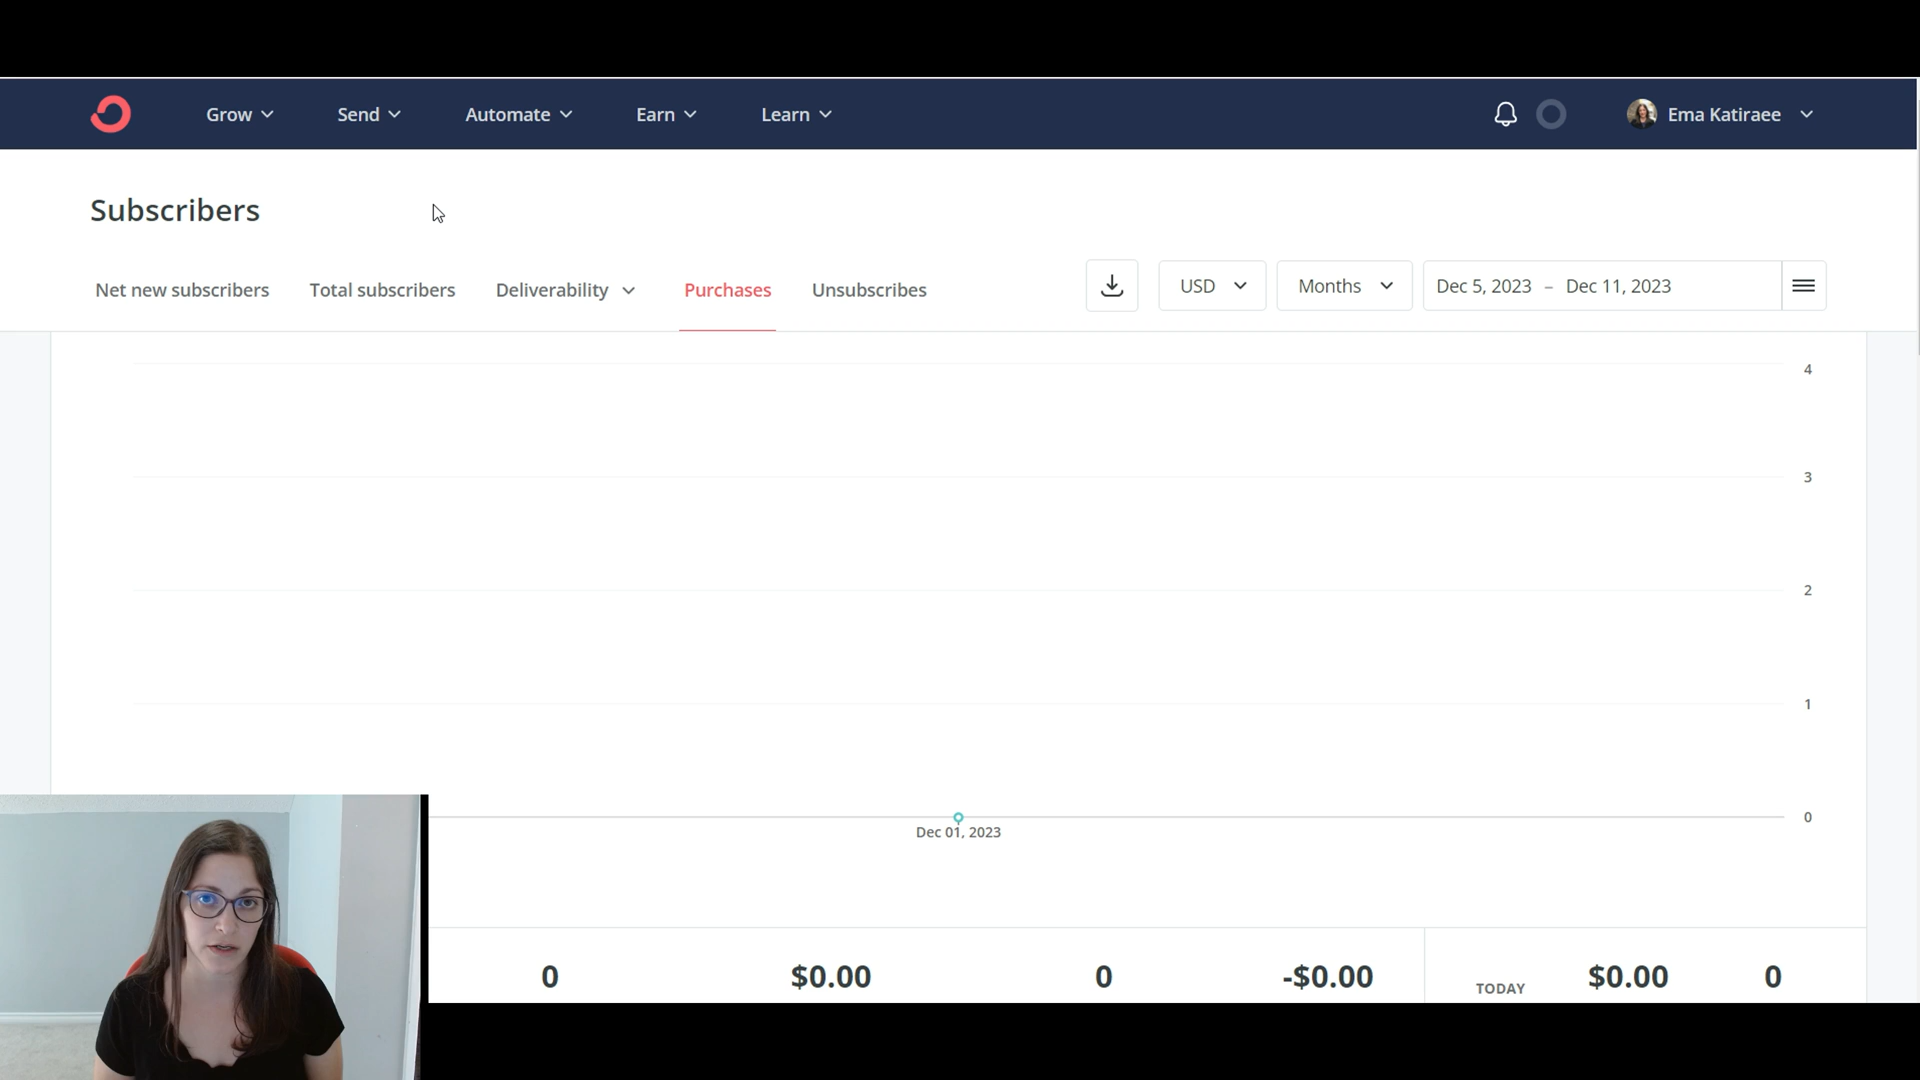 Grow Send Automate Earn Learn Ema Katiraee
Subscribers
Net new subscribers Total subscribers Deliverability Purchases Unsubscribes USD Months Dec 5, 2023 – Dec 11, 2023
4
3
2
1
0
Dec 01, 2023
0 $0.00 0 -$0.00 TODAY $0.00 0